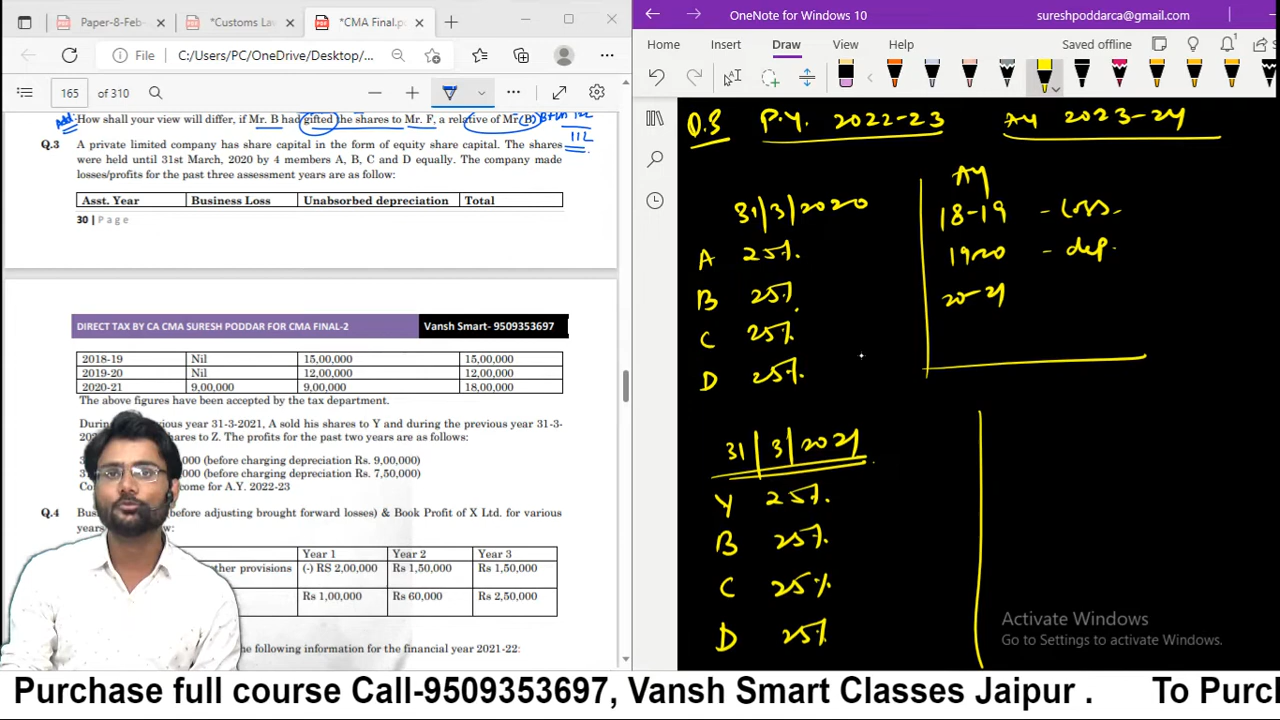 Paper-8-Feb-
*Customs La
*CMA Final.p
OneNote for Windows 10
sureshpoddarca@gmail.com
File
C:/Users/PC/OneDrive/Desktop/...
Home
Insert
Draw
View
Help
Saved offline
165
of 310
How shall your view will differ, if Mr. B had gifted the shares to Mr. F, a relative of Mr (B)
112
Q.3 A private limited company has share capital in the form of equity share capital. The shares
were held until 31st March, 2020 by 4 members A, B, C and D equally. The company made
losses/profits for the past three assessment years are as follow:
Asst. Year Business Loss Unabsorbed depreciation Total
30 | Page
DIRECT TAX BY CA CMA SURESH PODDAR FOR CMA FINAL-2 Vansh Smart- 9509353697
2018-19 Nil 15,00,000 15,00,000
2019-20 Nil 12,00,000 12,00,000
2020-21 9,00,000 9,00,000 18,00,000
The above figures have been accepted by the tax department.
During
vious year 31-3-2021, A sold his shares to Y and during the previous year 31-3-
hares to Z. The profits for the past two years are as follows:
000 (before charging depreciation Rs. 9,00,000)
000 (before charging depreciation Rs. 7,50,000)
come for A.Y. 2022-23
Q.4
before adjusting brought forward losses) & Book Profit of X Ltd. for various
years
w:
Year 1 Year 2 Year 3
ther provisions (-) RS 2,00,000 Rs 1,50,000 Rs 1,50,000
Rs 1,00,000 Rs 60,000 Rs 2,50,000
he following information for the financial year 2021-22:
Q.3 P.Y. 2022-23 AY 2023-24
31/3/2020
A 25%
B 25%
C 25%
D 25%
AY
18-19 - Loss.
1920 - dep.
20-21
31/3/2021
Y 25%
B 25%
C 25%
D 25%
Activate Windows
Go to Settings to activate Windows.
Purchase full course Call-9509353697, Vansh Smart Classes Jaipur . To Purcl